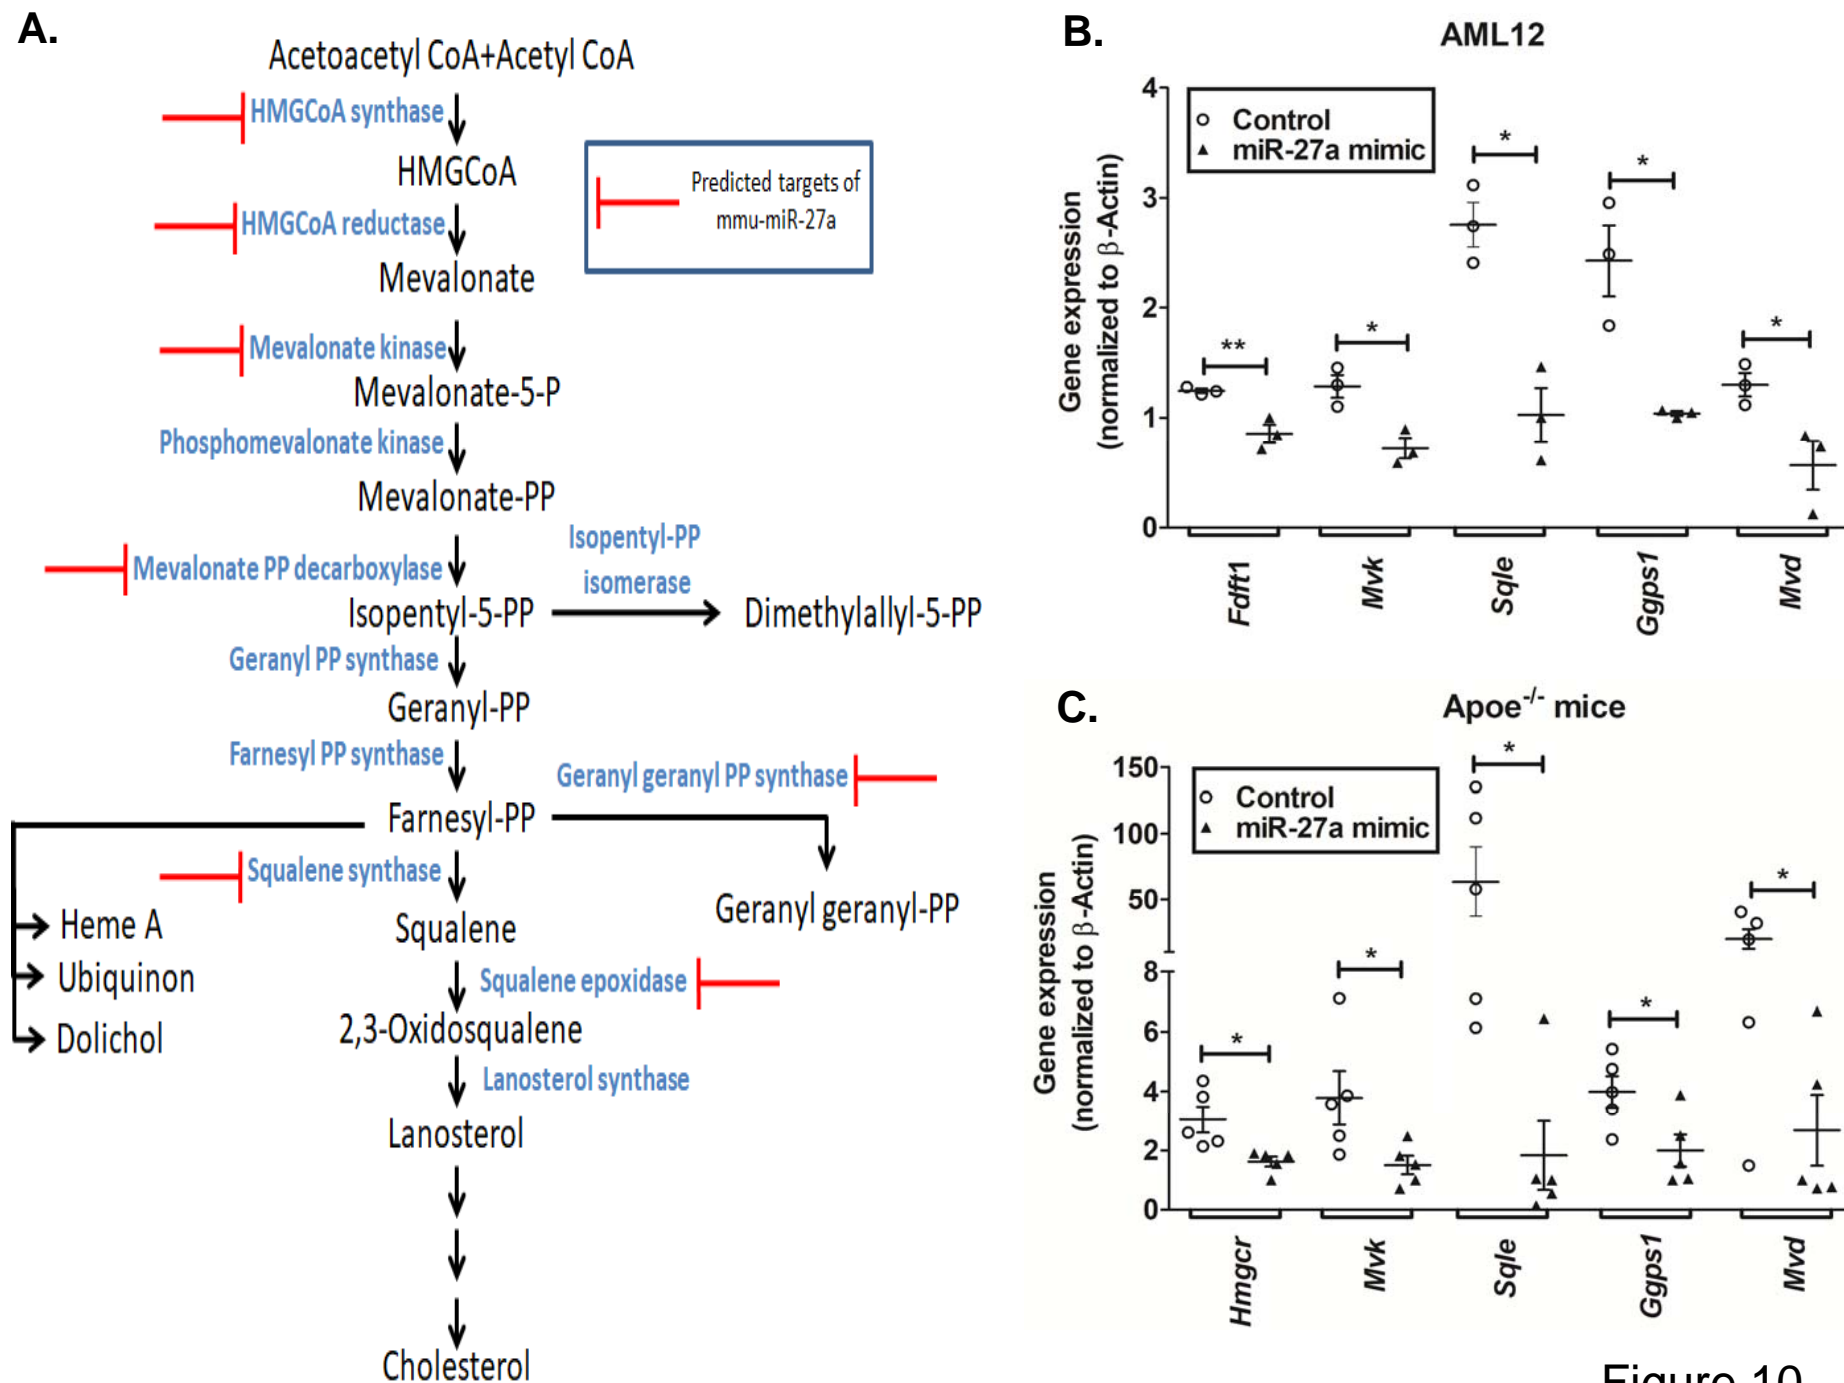 A.
Acetoacetyl CoA+Acetyl CoA
HMGCoA synthase
HMGCoA
HMGCoA reductase
Mevalonate
Mevalonate kinase
Mevalonate-5-P
Phosphomevalonate kinase
Mevalonate-PP
Mevalonate PP decarboxylase
Isopentyl-PP
isomerase
Isopentyl-5-PP
Dimethylallyl-5-PP
Geranyl PP synthase
Geranyl-PP
Farnesyl PP synthase
Geranyl geranyl PP synthase
Farnesyl-PP
Squalene synthase
Geranyl geranyl-PP
Heme A
Squalene
Ubiquinon
Squalene epoxidase
Dolichol
2,3-Oxidosqualene
Lanosterol synthase
Lanosterol
Cholesterol
Predicted targets of
mmu-miR-27a
B.
AML12
Control
miR-27a mimic
Gene expression
(normalized to β-Actin)
4
3
2
1
0
**
*
*
*
*
Fdft1
Mvk
Sqle
Ggps1
Mvd
C.
Apoe-/- mice
Control
miR-27a mimic
Gene expression
(normalized to β-Actin)
150
100
50
8
6
4
2
0
*
*
*
*
*
Hmgcr
Mvk
Sqle
Ggps1
Mvd
Figure 10